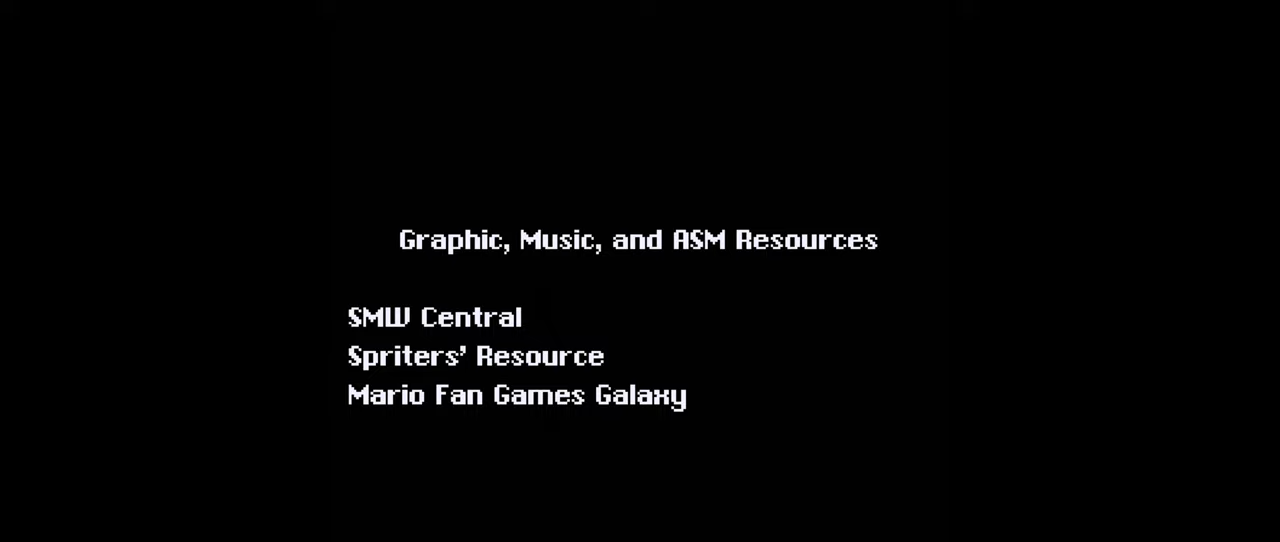 Graphic, Music, and ASM Resources
SMW Central
Spriters' Resource
Mario Fan Games Galaxy